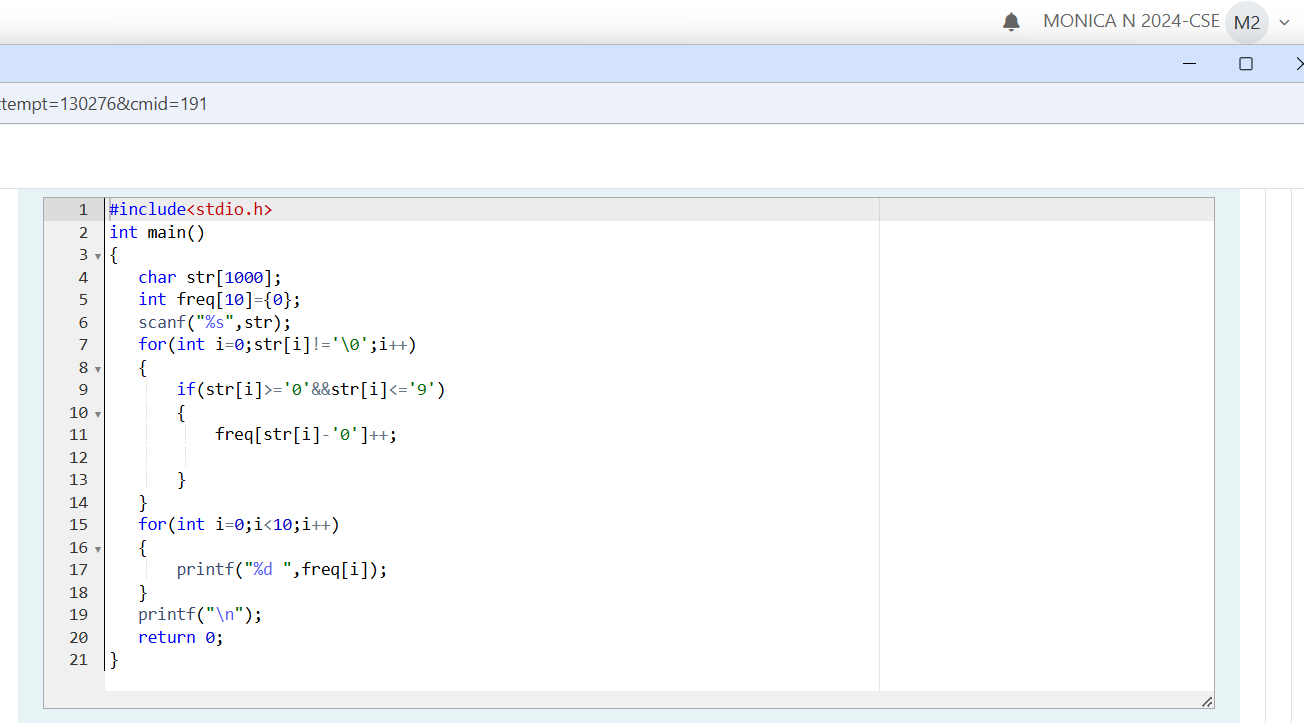 MONICA N 2024-CSE M2
ttempt=130276&cmid=191
1 #include<stdio.h>
2 int main()
3 {
4 char str[1000];
5 int freq[10]={0};
6 scanf("%s",str);
7 for(int i=0;str[i]!='\0';i++)
8 {
9 if(str[i]>='0'&&str[i]<='9')
10 {
11 freq[str[i]-'0']++;
12
13 }
14 }
15 for(int i=0;i<10;i++)
16 {
17 printf("%d ",freq[i]);
18 }
19 printf("\n");
20 return 0;
21 }